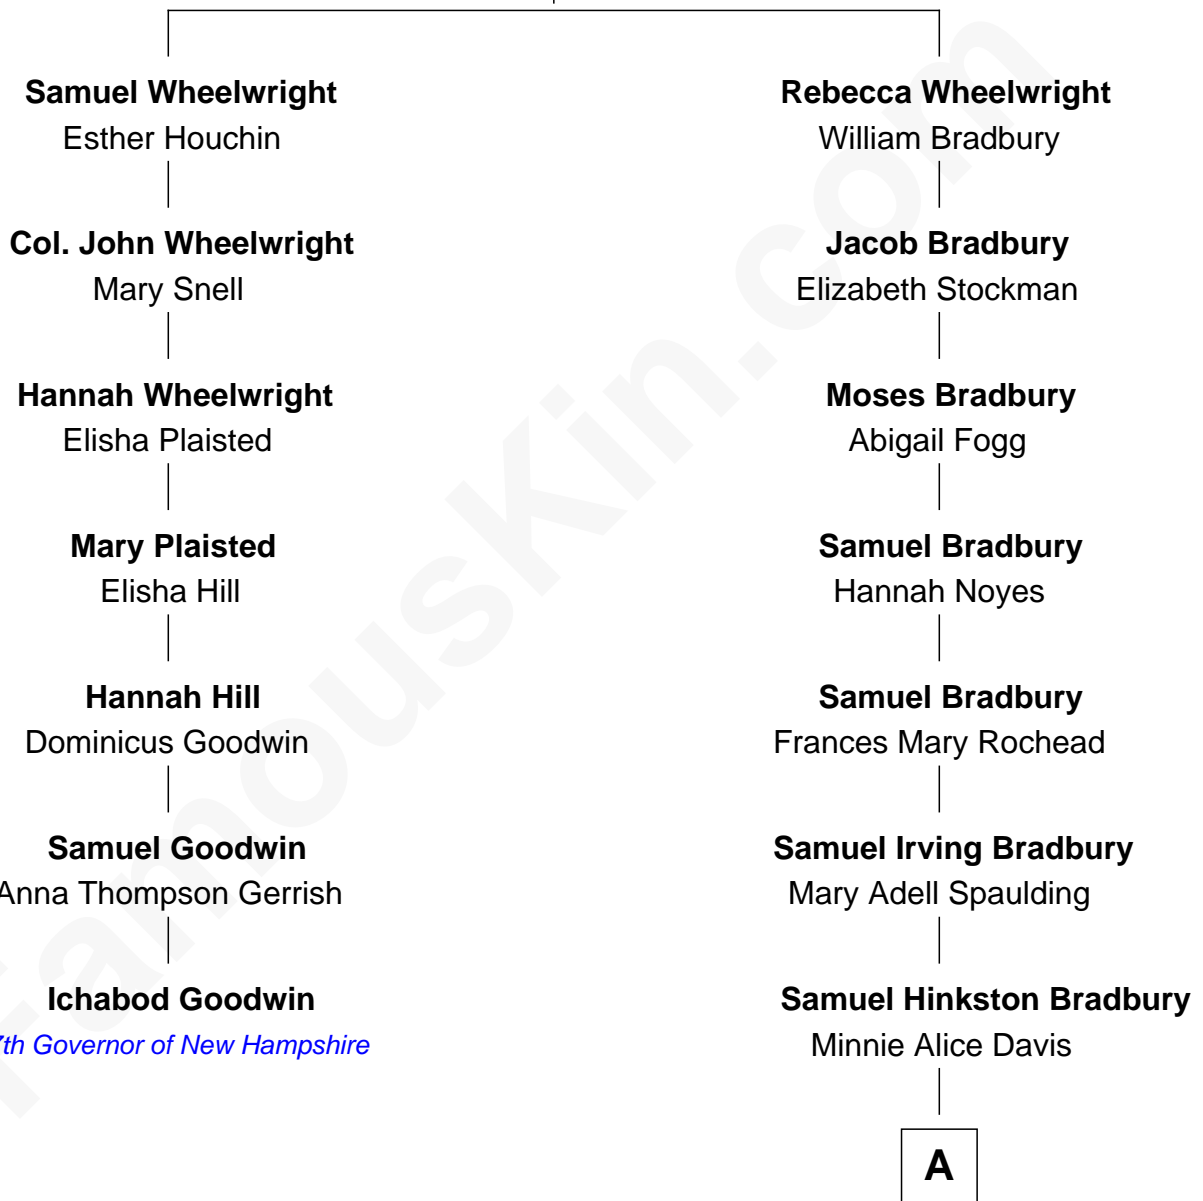 Samuel Wheelwright
Esther Houchin
Rebecca Wheelwright
William Bradbury
Col. John Wheelwright
Mary Snell
Jacob Bradbury
Elizabeth Stockman
Hannah Wheelwright
Elisha Plaisted
Moses Bradbury
Abigail Fogg
Mary Plaisted
Elisha Hill
Samuel Bradbury
Hannah Noyes
Hannah Hill
Dominicus Goodwin
Samuel Bradbury
Frances Mary Rochead
Samuel Goodwin
Anna Thompson Gerrish
Samuel Irving Bradbury
Mary Adell Spaulding
Ichabod Goodwin
7th Governor of New Hampshire
Samuel Hinkston Bradbury
Minnie Alice Davis
A
FamousKin.com